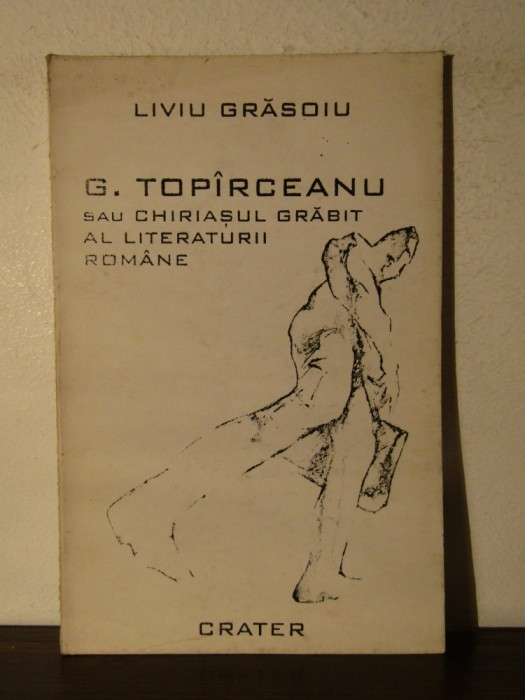 LIVIU GRĂSOIU
G. TOPÎRCEANU
SAU CHIRIAȘUL GRĂBIT
AL LITERATURII
ROMÂNE
CRATER